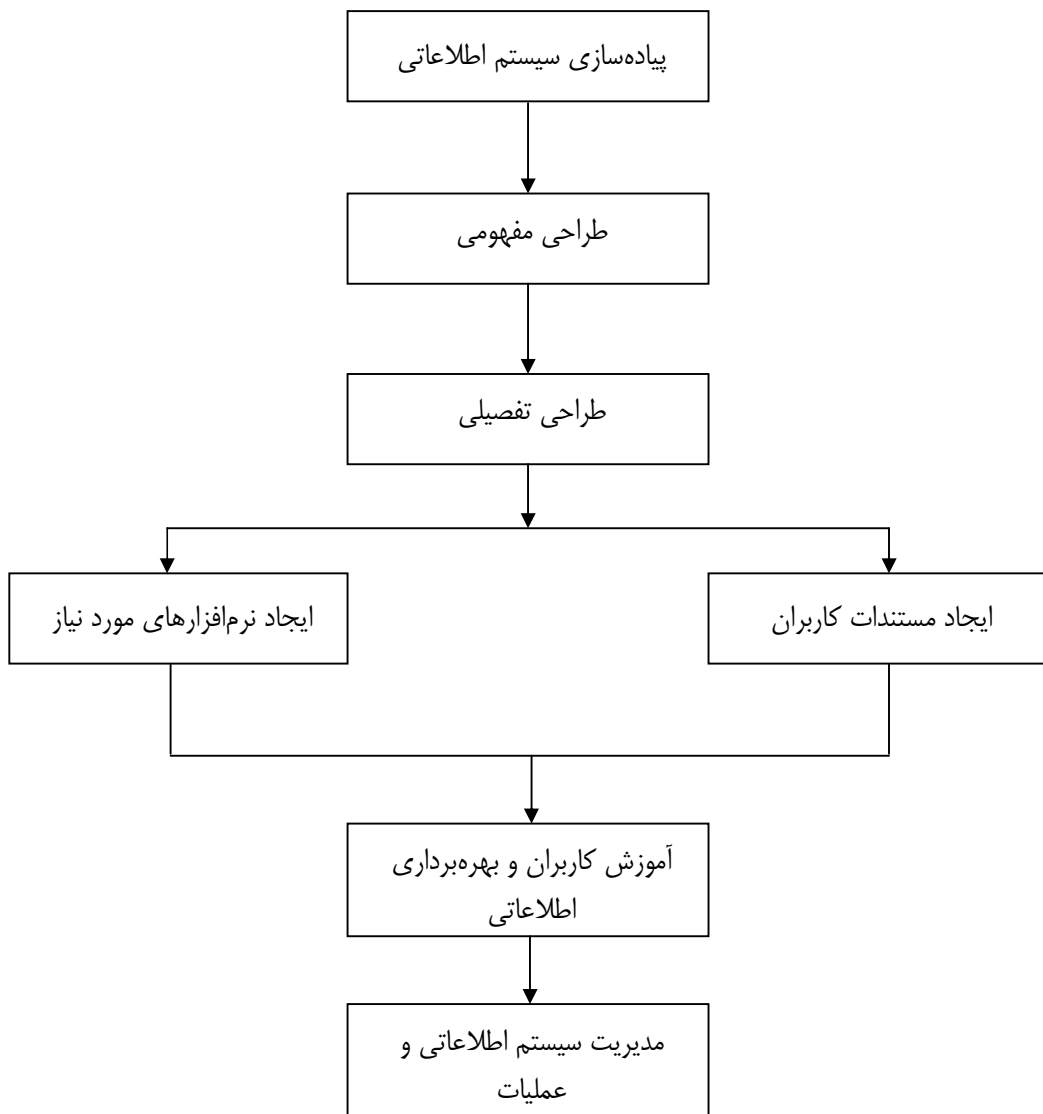 پیاده‌سازی سیستم اطلاعاتی
طراحی مفهومی
طراحی تفصیلی
ایجاد مستندات کاربران
ایجاد نرم‌افزارهای مورد نیاز
آموزش کاربران و بهره‌برداری
اطلاعاتی
مدیریت سیستم اطلاعاتی و
عملیات